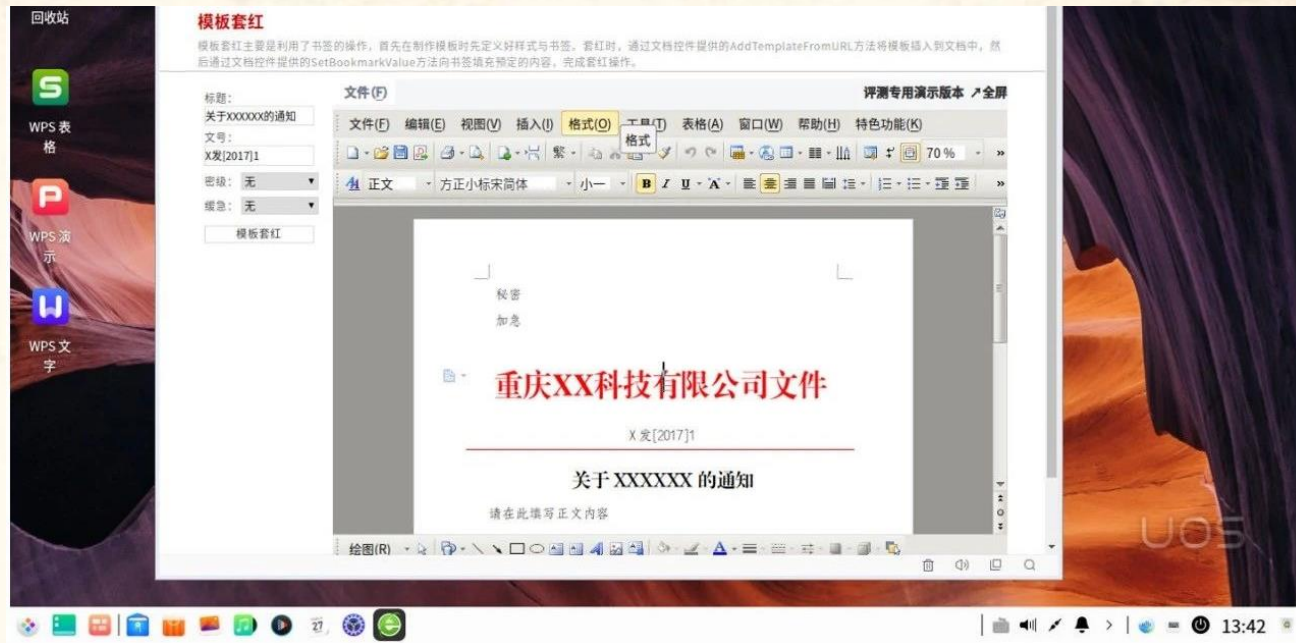 回收站
WPS 表
格
WPS 演
示
WPS 文
字
模板套红
模板套红主要是利用了书签的操作，首先在制作模板时先定义好样式与书签。套红时，通过文档控件提供的AddTemplateFromURL方法将模板插入到文档中，然
后通过文档控件提供的SetBookmarkValue方法向书签填充预定的内容，完成套红操作。
标题：
关于XXXXXX的通知
文号：
X发[2017]1
密级： 无
缓急： 无
模板套红
文件(F) 评测专用演示版本 全屏
文件(F) 编辑(E) 视图(V) 插入(I) 格式(O) 工具(T) 表格(A) 窗口(W) 帮助(H) 特色功能(K)
格式
繁 70 % »
正文 方正小标宋简体 小一 B I U A »
秘密
加急
重庆XX科技有限公司文件
X 发[2017]1
关于 XXXXXX 的通知
请在此填写正文内容
绘图(R) A
UOS
27
13:42